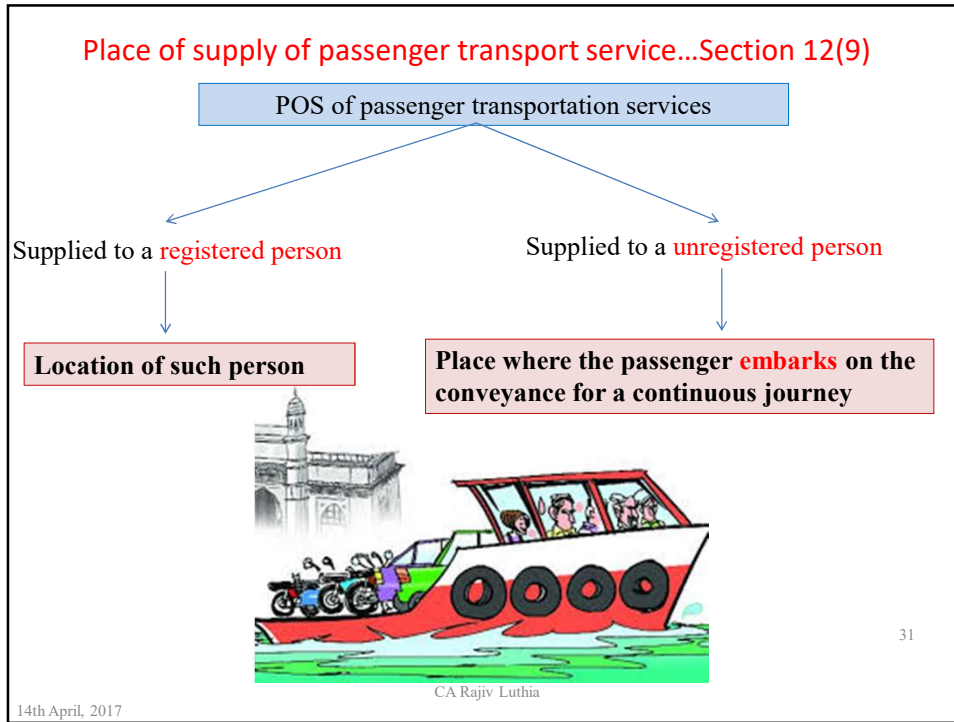 Place of supply of passenger transport service…Section 12(9)
POS of passenger transportation services
Supplied to a registered person
Supplied to a unregistered person
Location of such person
Place where the passenger embarks on the
conveyance for a continuous journey
31
CA Rajiv Luthia
14th April, 2017